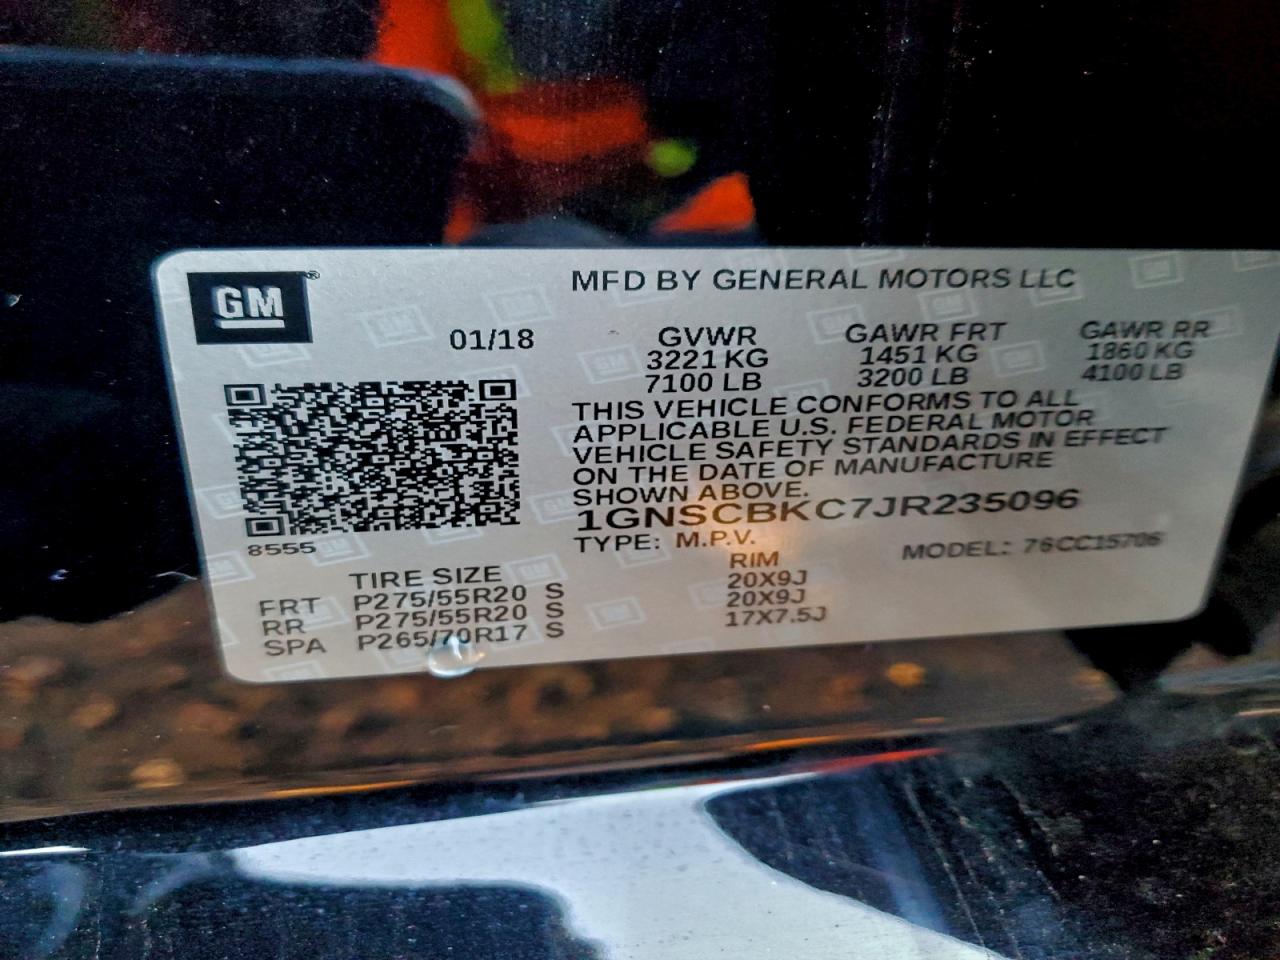 GM®
MFD BY GENERAL MOTORS LLC
01/18 GVWR GAWR FRT GAWR RR
3221 KG 1451 KG 1860 KG
7100 LB 3200 LB 4100 LB
THIS VEHICLE CONFORMS TO ALL
APPLICABLE U.S. FEDERAL MOTOR
VEHICLE SAFETY STANDARDS IN EFFECT
ON THE DATE OF MANUFACTURE
SHOWN ABOVE.
1GNSCBKC7JR235096
8555
TYPE: M.P.V. MODEL: 76CC15706
TIRE SIZE RIM
FRT P275/55R20 S 20X9J
RR P275/55R20 S 20X9J
SPA P265/70R17 S 17X7.5J